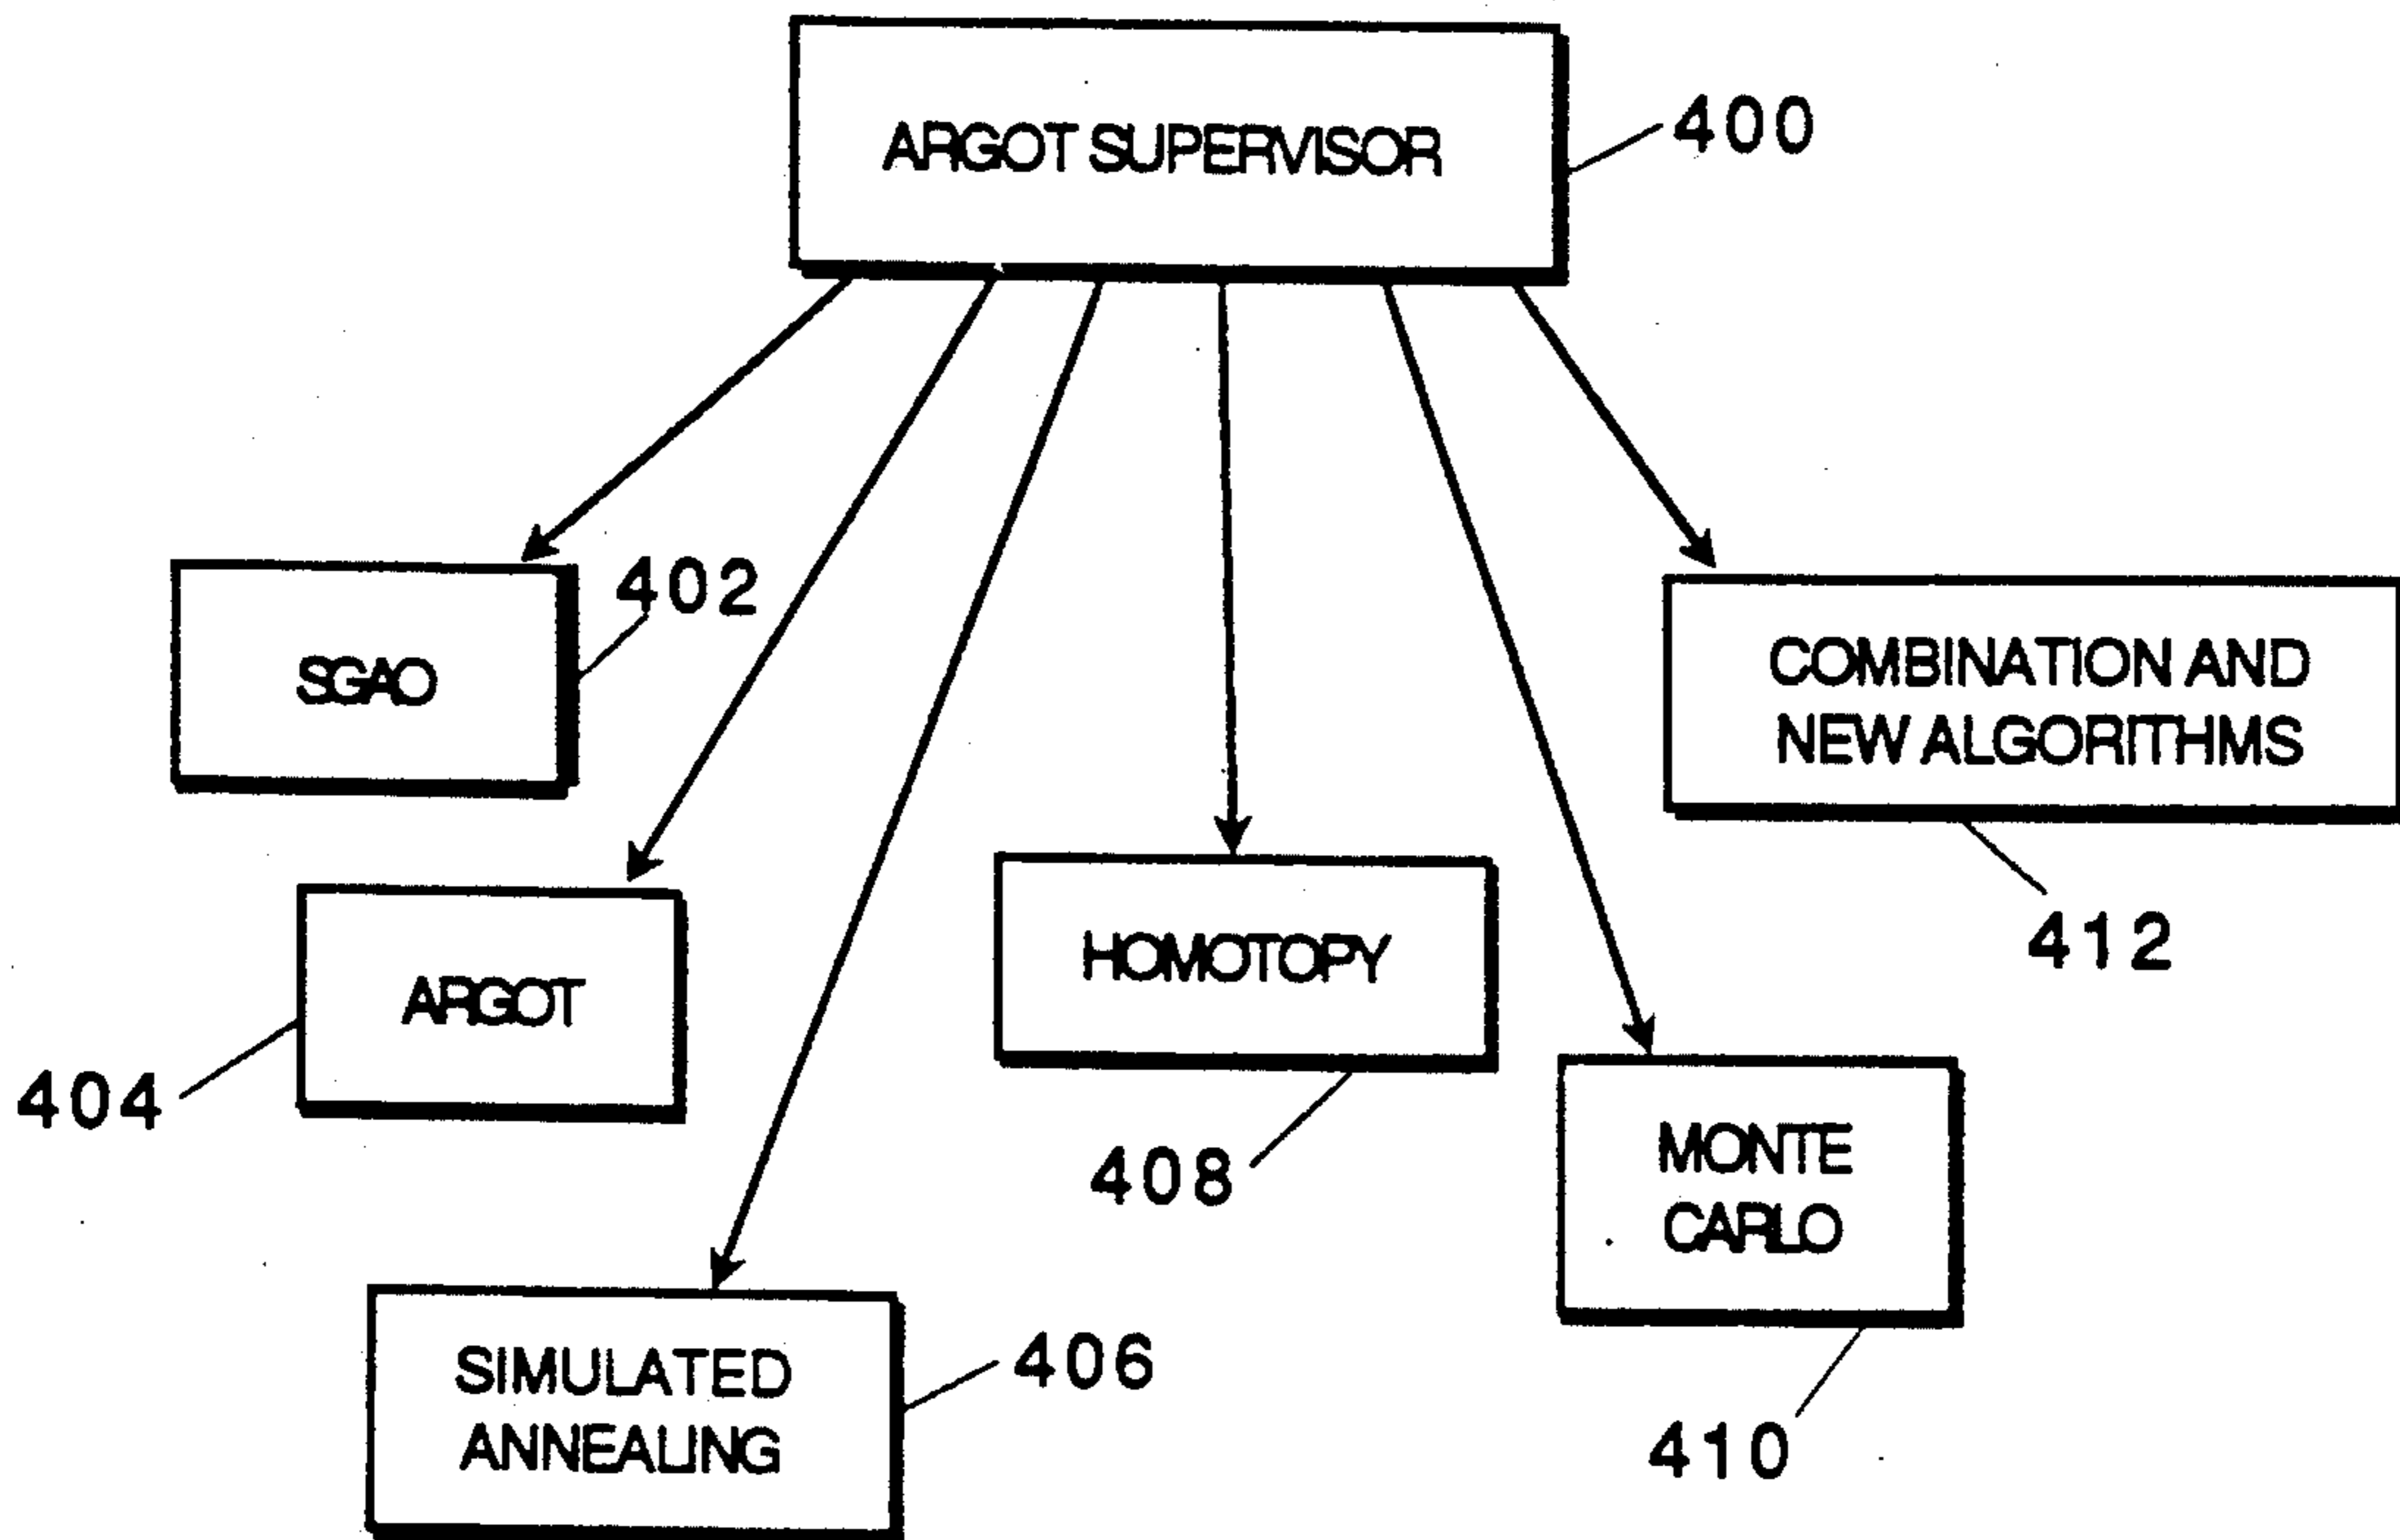 ARGOT SUPERVISOR
400
SGAO
402
COMBINATION AND
NEW ALGORITHMS
412
ARGOT
404
HOMOTOPY
408
MONTE
CARLO
410
SIMULATED
ANNEALING
406